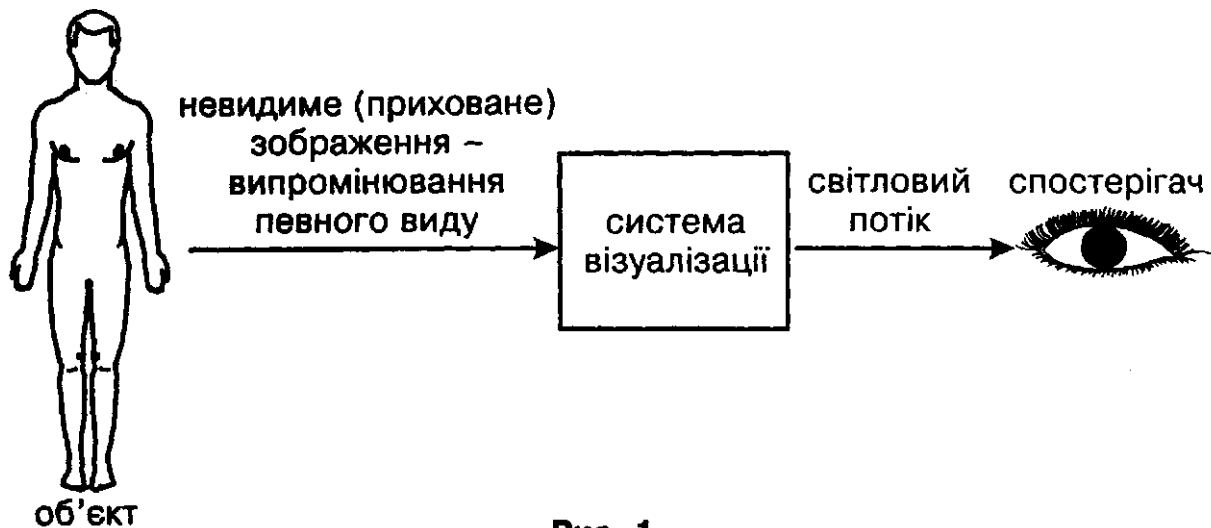 невидиме (приховане)
зображення ~
випромінювання
певного виду
система
візуалізації
світловий
потік
спостерігач
об'єкт